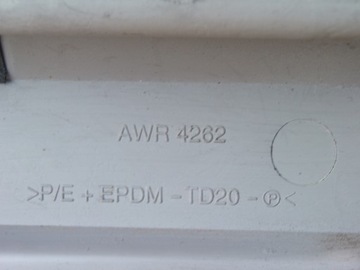 AWR 4262
>P/E + EPDM - TD20 - Ⓟ<